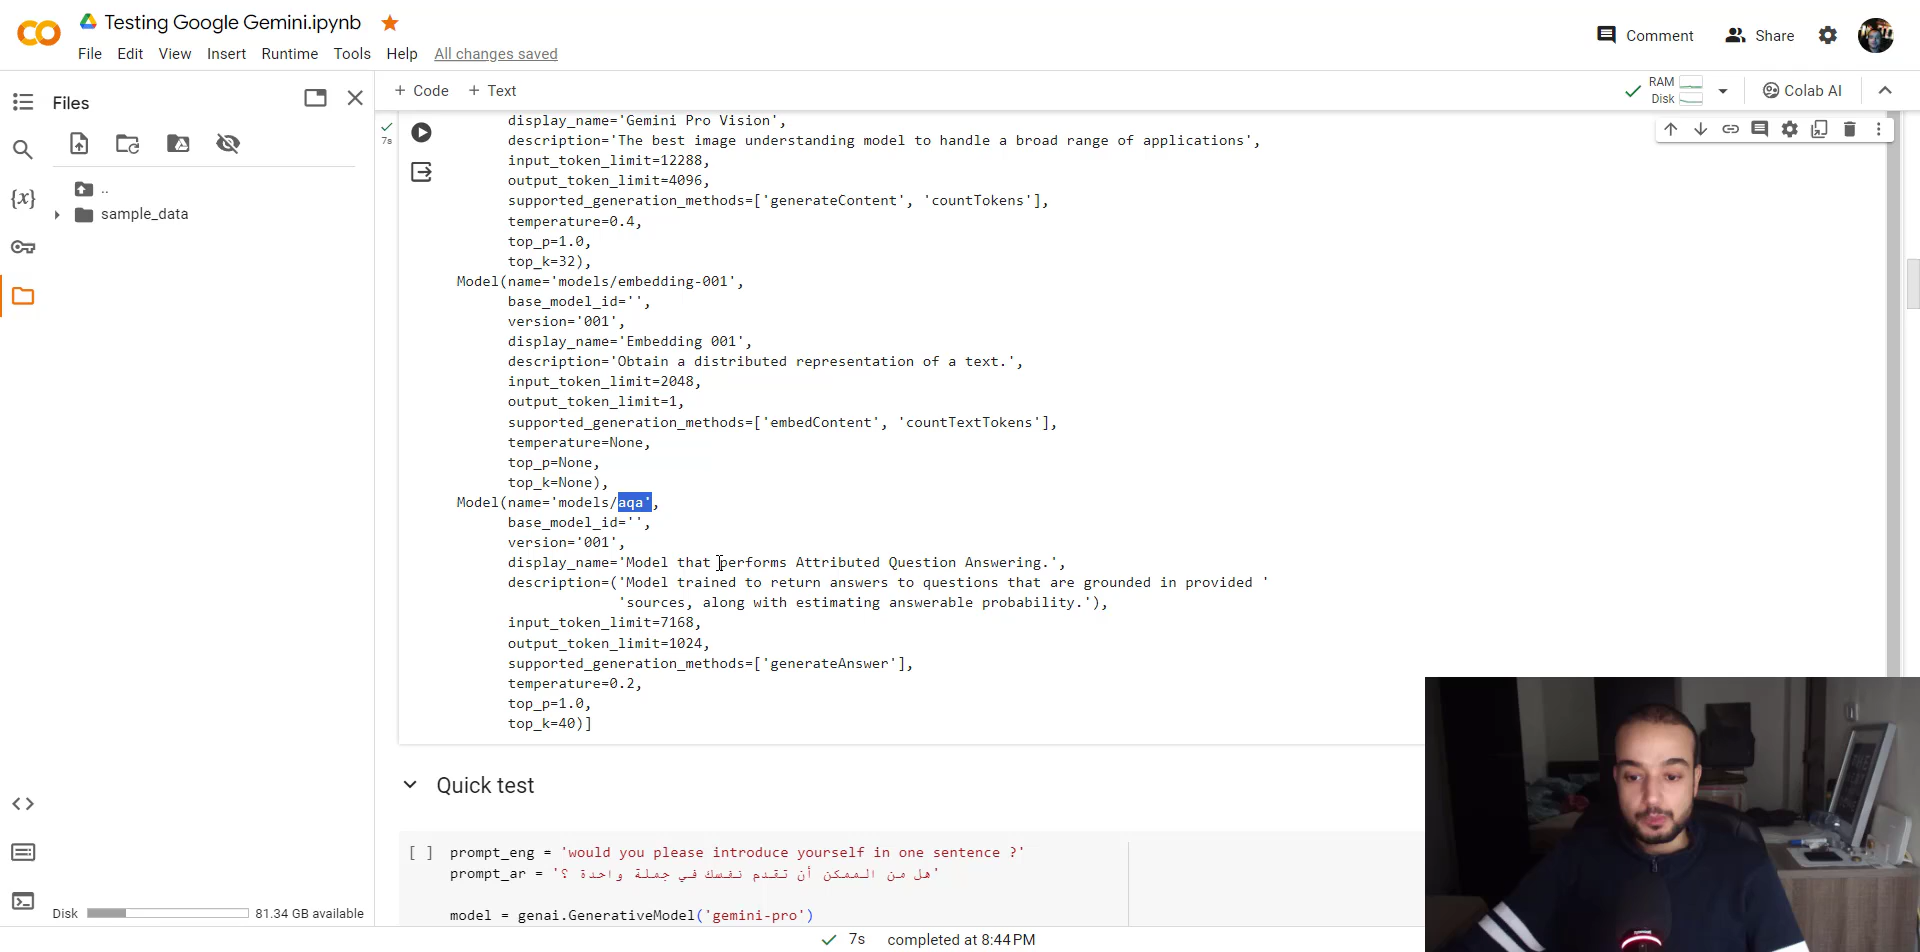 Testing Google Gemini.ipynb
File Edit View Insert Runtime Tools Help All changes saved
Comment Share
Files
+ Code + Text
RAM
Disk
Colab AI
..
sample_data
{x}
7s
display_name='Gemini Pro Vision',
description='The best image understanding model to handle a broad range of applications',
input_token_limit=12288,
output_token_limit=4096,
supported_generation_methods=['generateContent', 'countTokens'],
temperature=0.4,
top_p=1.0,
top_k=32),
Model(name='models/embedding-001',
base_model_id='',
version='001',
display_name='Embedding 001',
description='Obtain a distributed representation of a text.',
input_token_limit=2048,
output_token_limit=1,
supported_generation_methods=['embedContent', 'countTextTokens'],
temperature=None,
top_p=None,
top_k=None),
Model(name='models/aqa',
base_model_id='',
version='001',
display_name='Model that performs Attributed Question Answering.',
description=('Model trained to return answers to questions that are grounded in provided '
'sources, along with estimating answerable probability.'),
input_token_limit=7168,
output_token_limit=1024,
supported_generation_methods=['generateAnswer'],
temperature=0.2,
top_p=1.0,
top_k=40)]
Quick test
[ ] prompt_eng = 'would you please introduce yourself in one sentence ?'
prompt_ar = 'هل من الممكن أن تقدم نفسك في جملة واحدة ؟'
model = genai.GenerativeModel('gemini-pro')
Disk 81.34 GB available
7s completed at 8:44 PM